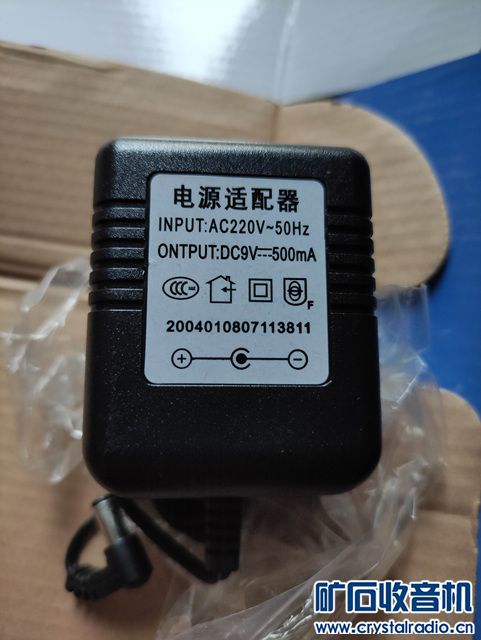 电源适配器
INPUT:AC220V~50Hz
ONTPUT:DC9V⎓500mA
CCC
F
2004010807113811
+ −
矿石收音机
www.crystalradio.cn